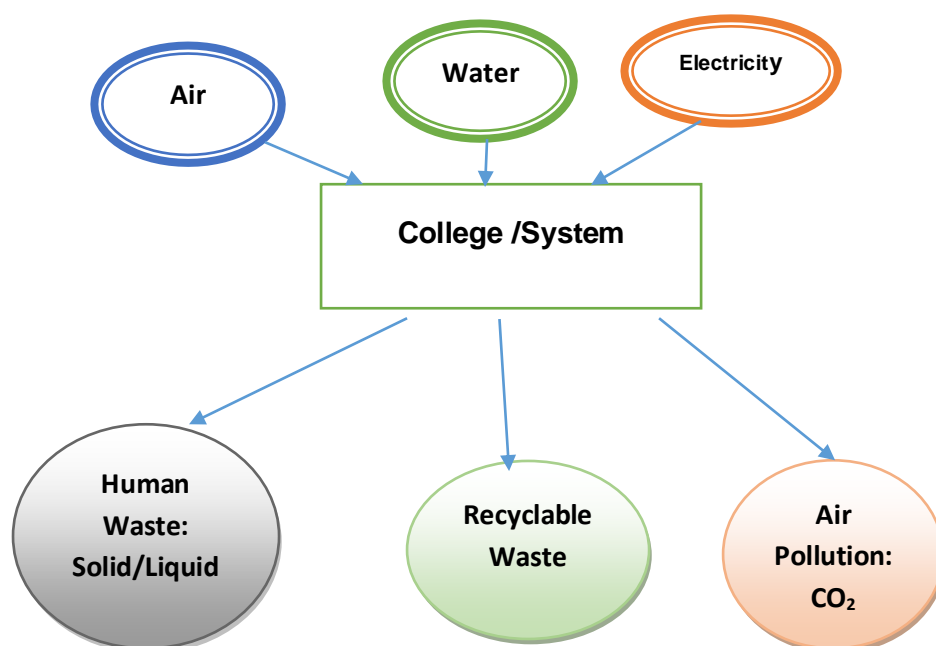 Air
Water
Electricity
College /System
Human
Waste:
Solid/Liquid
Recyclable
Waste
Air
Pollution:
CO₂